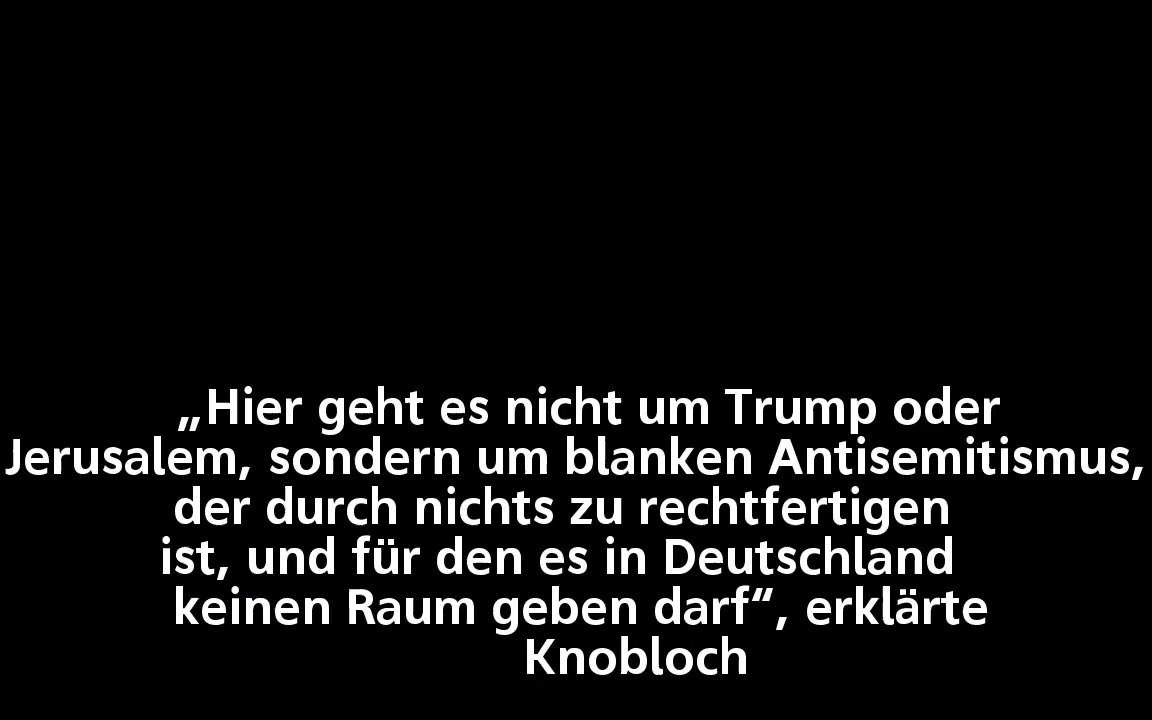 „Hier geht es nicht um Trump oder
Jerusalem, sondern um blanken Antisemitismus,
der durch nichts zu rechtfertigen
ist, und für den es in Deutschland
keinen Raum geben darf“, erklärte
Knobloch